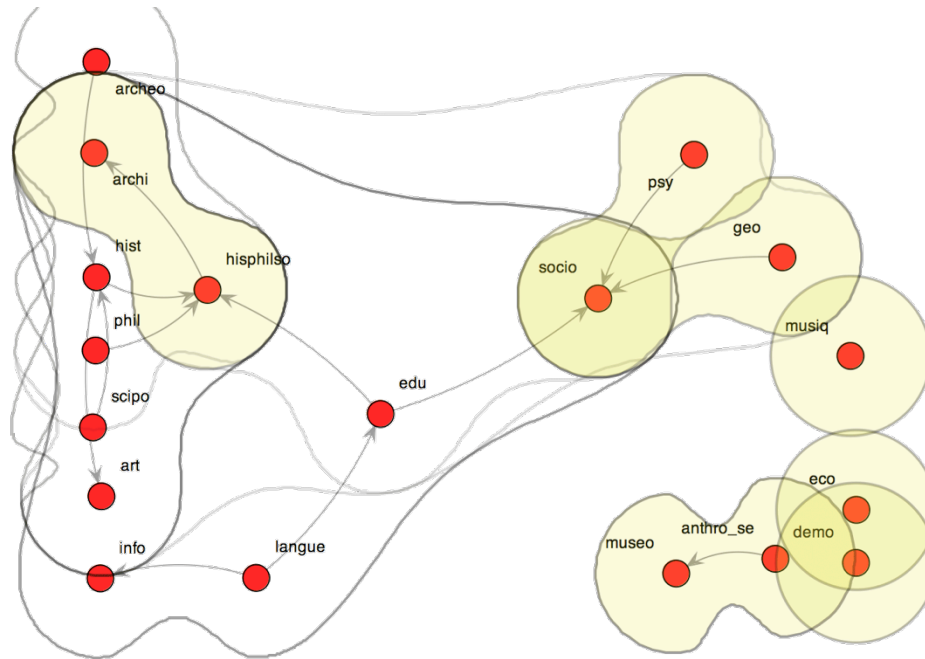 archeo
archi
psy
geo
hist
hisphilso
socio
phil
musiq
edu
scipo
art
eco
anthro_se
demo
info
langue
museo